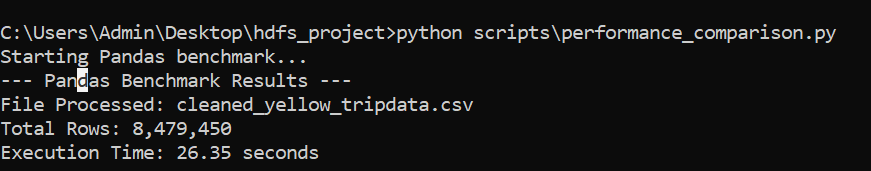 C:\Users\Admin\Desktop\hdfs_project>python scripts\performance_comparison.py
Starting Pandas benchmark...
--- Pandas Benchmark Results ---
File Processed: cleaned_yellow_tripdata.csv
Total Rows: 8,479,450
Execution Time: 26.35 seconds